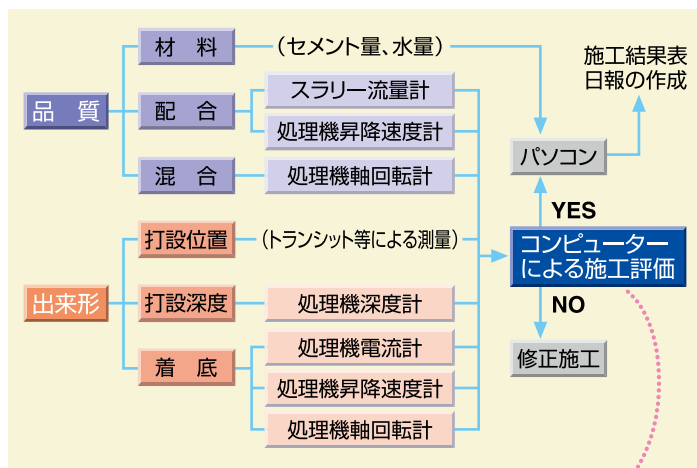 品質
材料
(セメント量、水量)
配合
スラリー流量計
処理機昇降速度計
混合
処理機軸回転計
出来形
打設位置
(トランシット等による測量)
打設深度
処理機深度計
着底
処理機電流計
処理機昇降速度計
処理機軸回転計
施工結果表
日報の作成
パソコン
YES
コンピューター
による施工評価
NO
修正施工